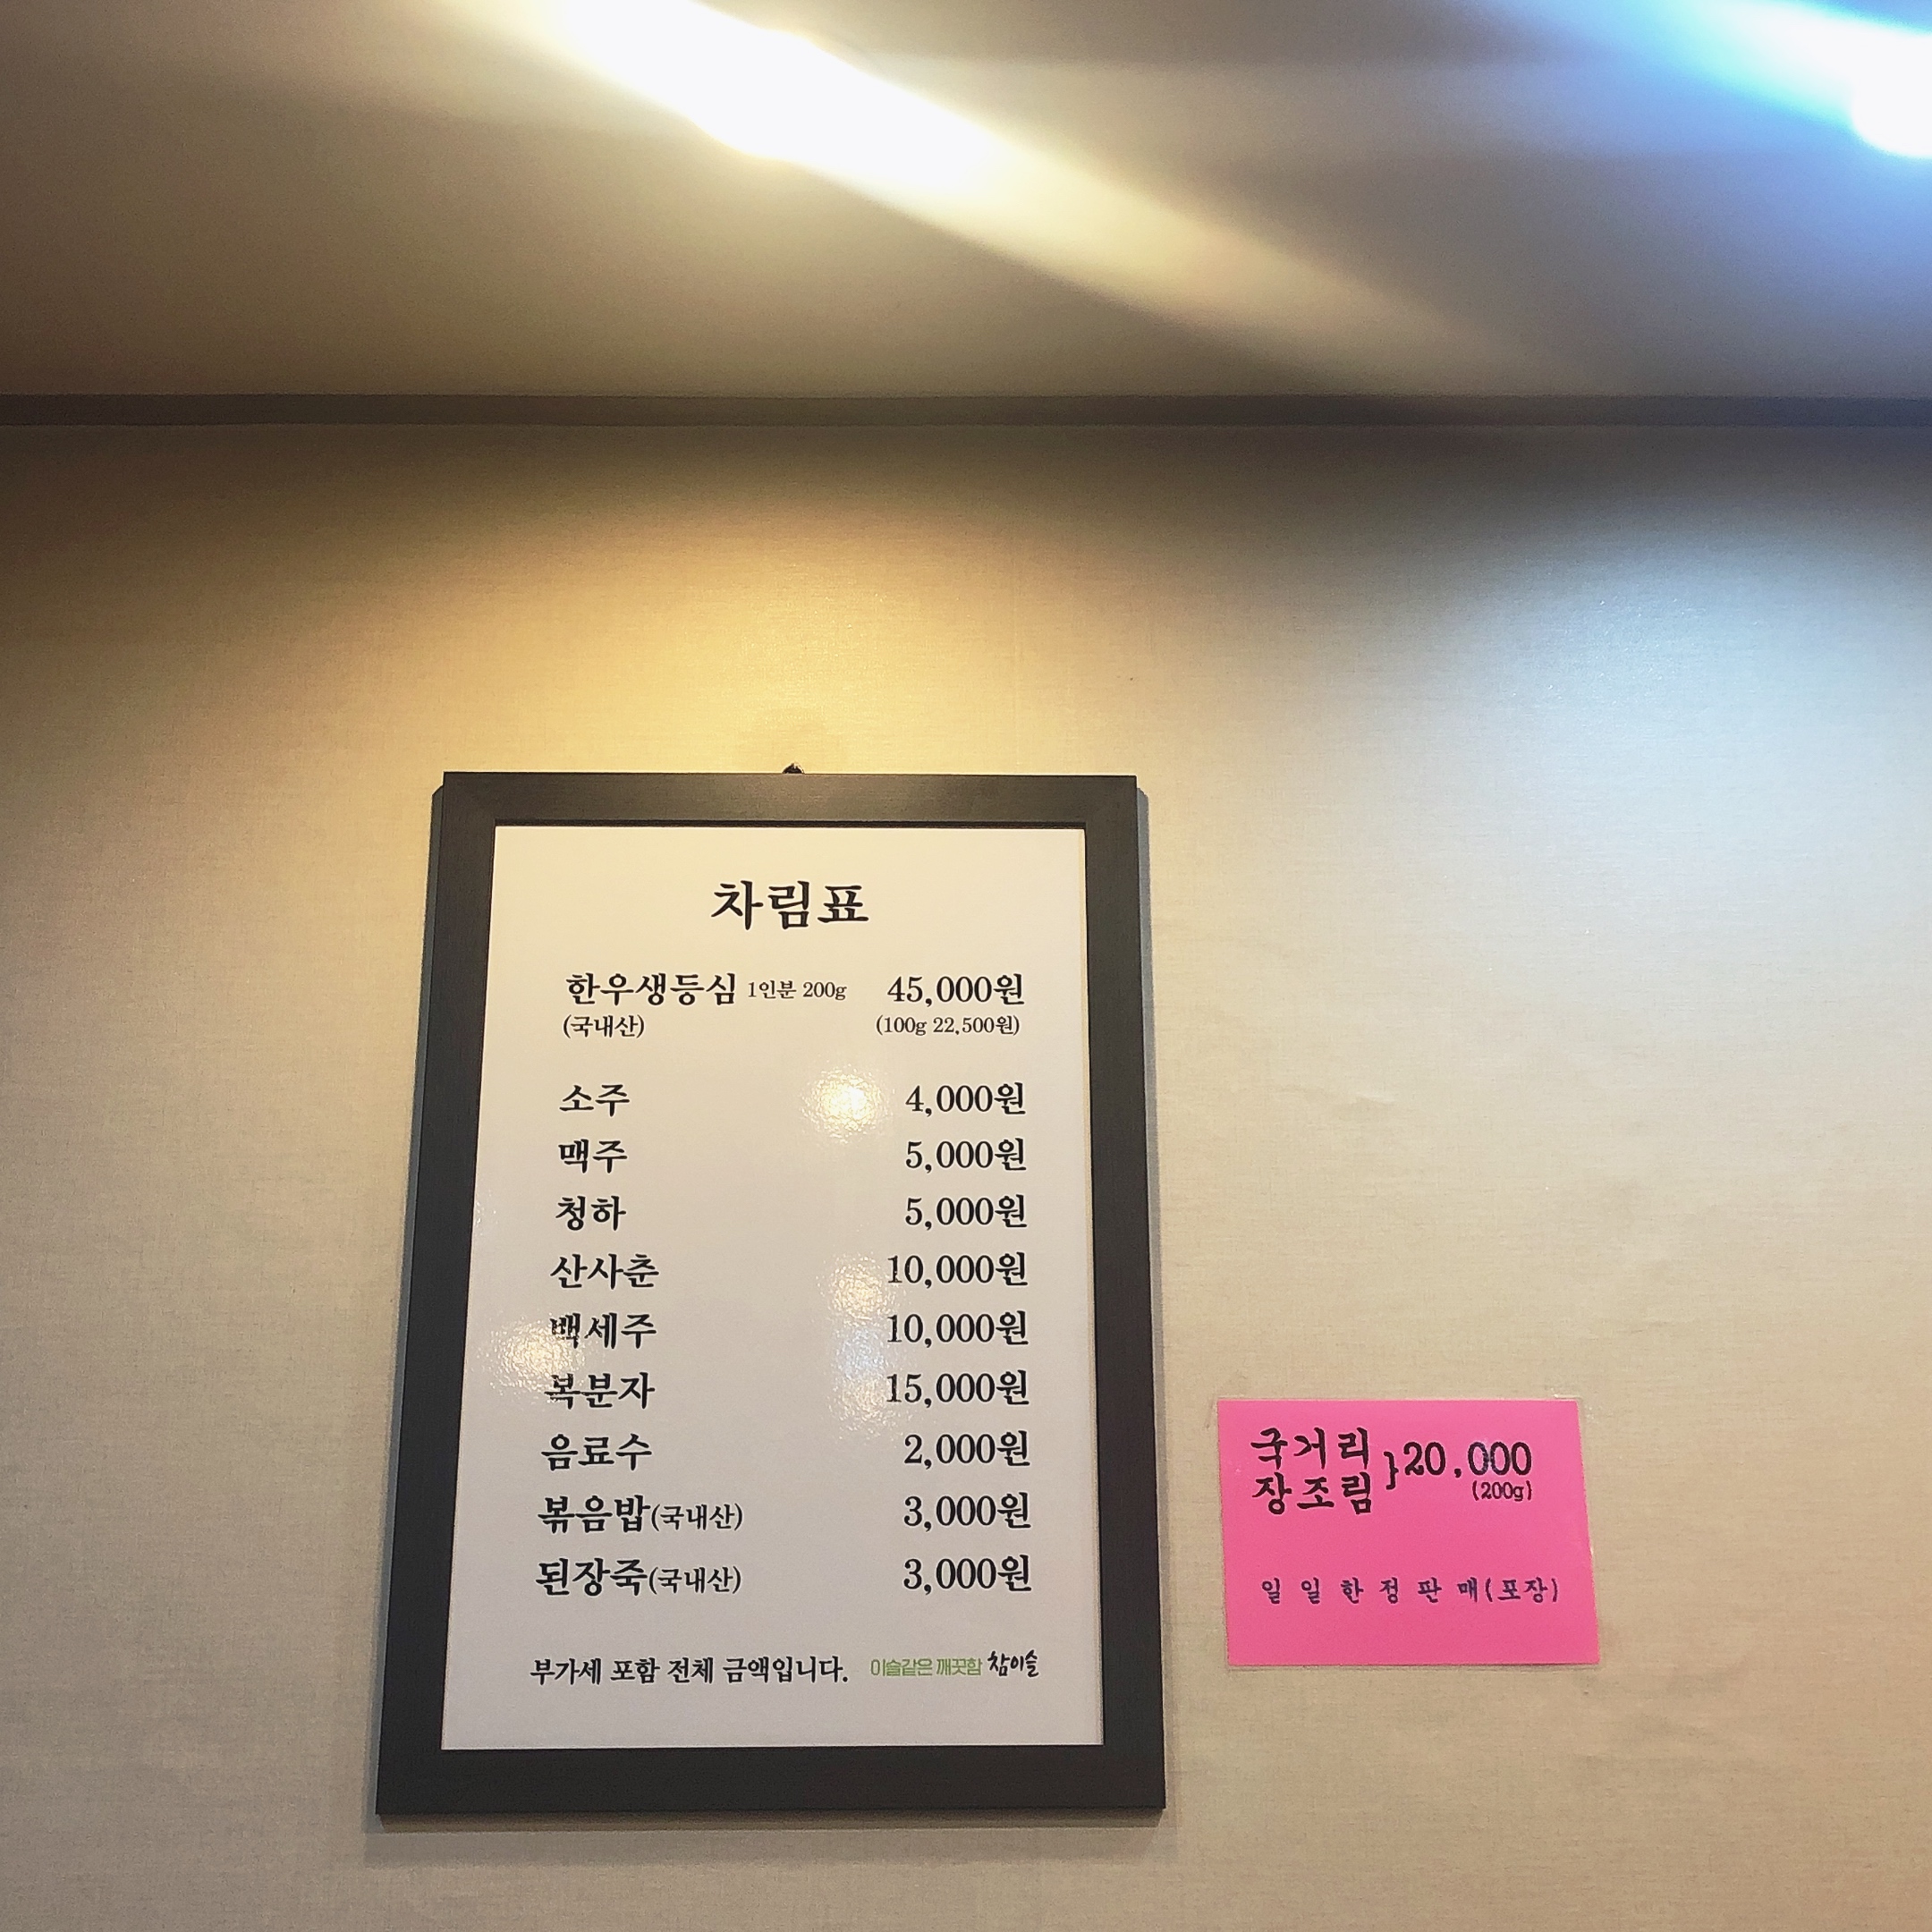 차림표
한우생등심 1인분 200g 45,000원
(국내산) (100g 22,500원)
소주 4,000원
맥주 5,000원
청하 5,000원
산사춘 10,000원
백세주 10,000원
복분자 15,000원
음료수 2,000원
볶음밥(국내산) 3,000원
된장죽(국내산) 3,000원
부가세 포함 전체 금액입니다. 이슬같은 깨끗함 참이슬
국거리
장조림 } 20,000
(200g)
일일한정판매(포장)